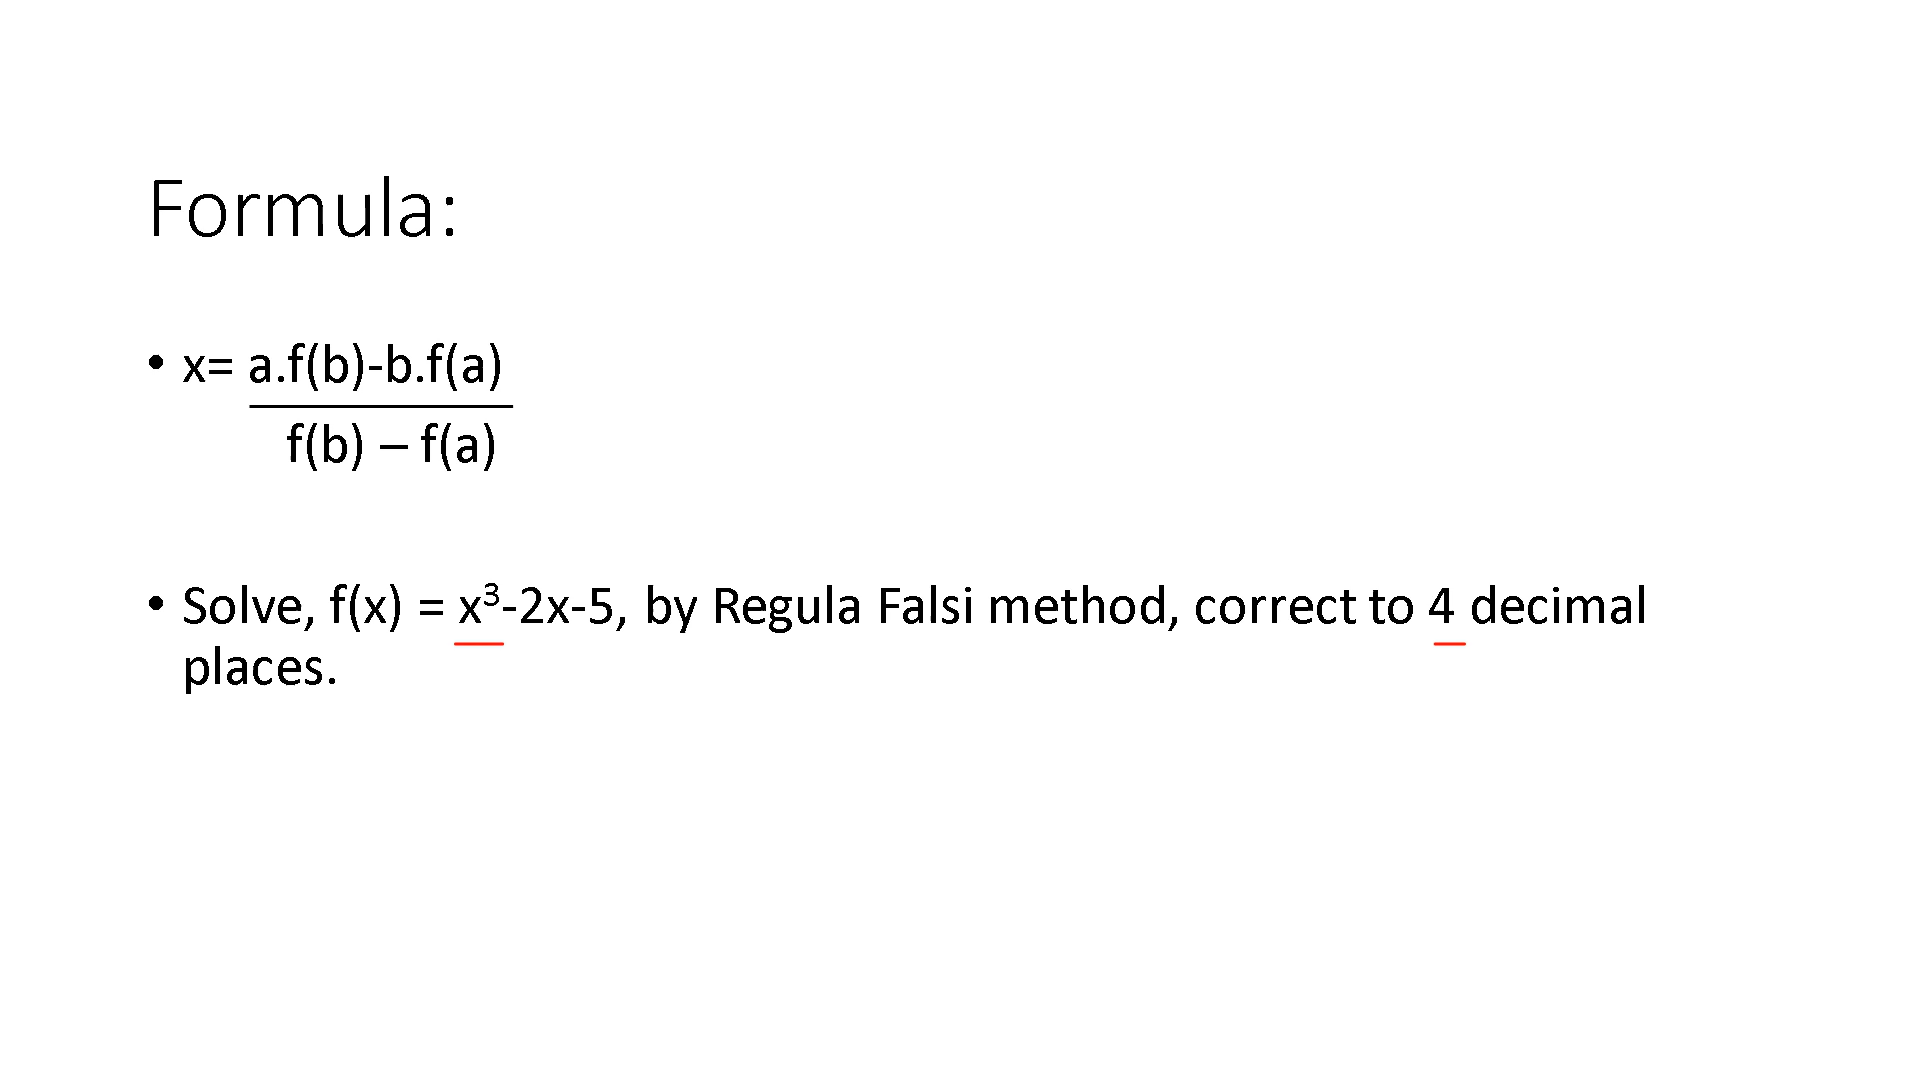 Formula:
• x= a.f(b)-b.f(a)
f(b) – f(a)
• Solve, f(x) = x³-2x-5, by Regula Falsi method, correct to 4 decimal
places.